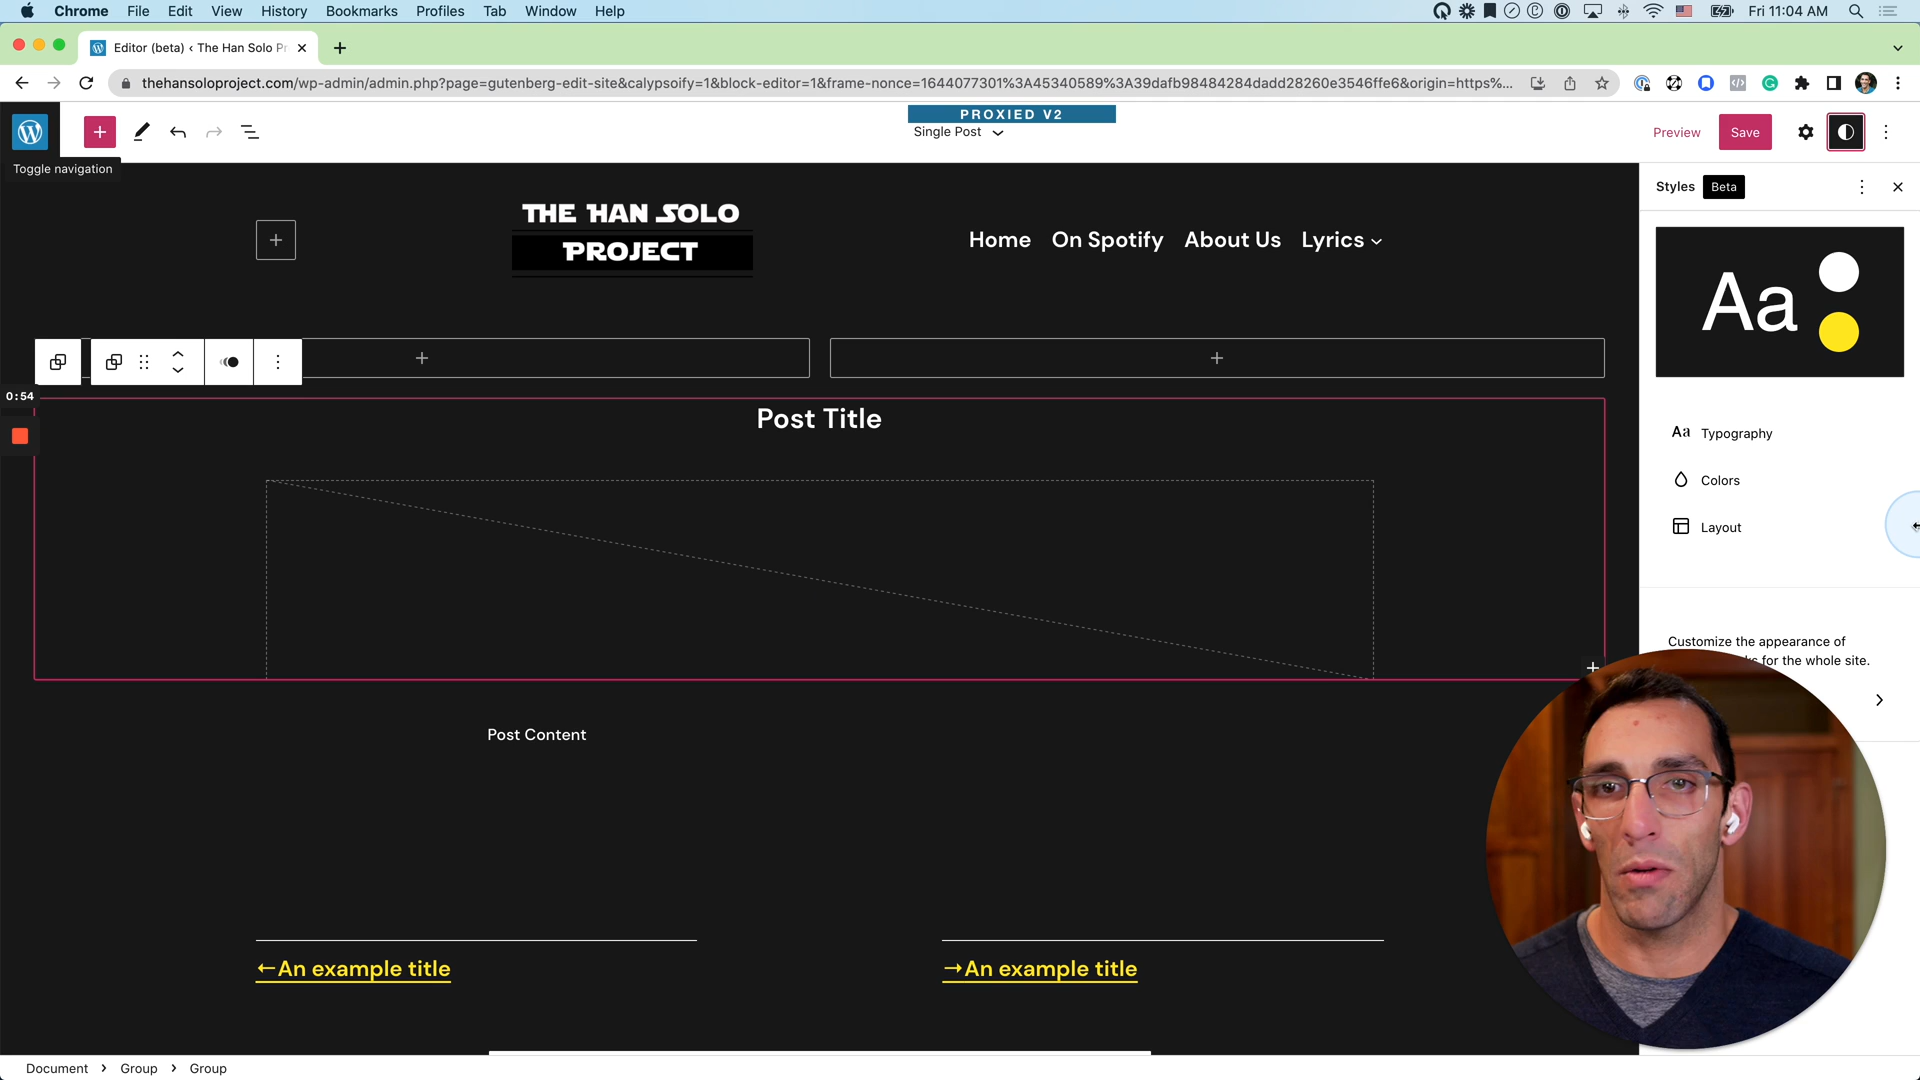 Chrome File Edit View History Bookmarks Profiles Tab Window Help
Fri 11:04 AM
Editor (beta) ‹ The Han Solo Pr
thehansoloproject.com/wp-admin/admin.php?page=gutenberg-edit-site&calypsoify=1&block-editor=1&frame-nonce=1644077301%3A45340589%3A39dafb98484284dadd28260e3546ffe6&origin=https%...
PROXIED V2
Single Post
Preview
Save
Toggle navigation
Styles Beta
THE HAN SOLO
PROJECT
Home On Spotify About Us Lyrics
Aa
0:54
Post Title
Aa Typography
Colors
Layout
Customize the appearance of
for the whole site.
Post Content
←An example title
→An example title
Document > Group > Group